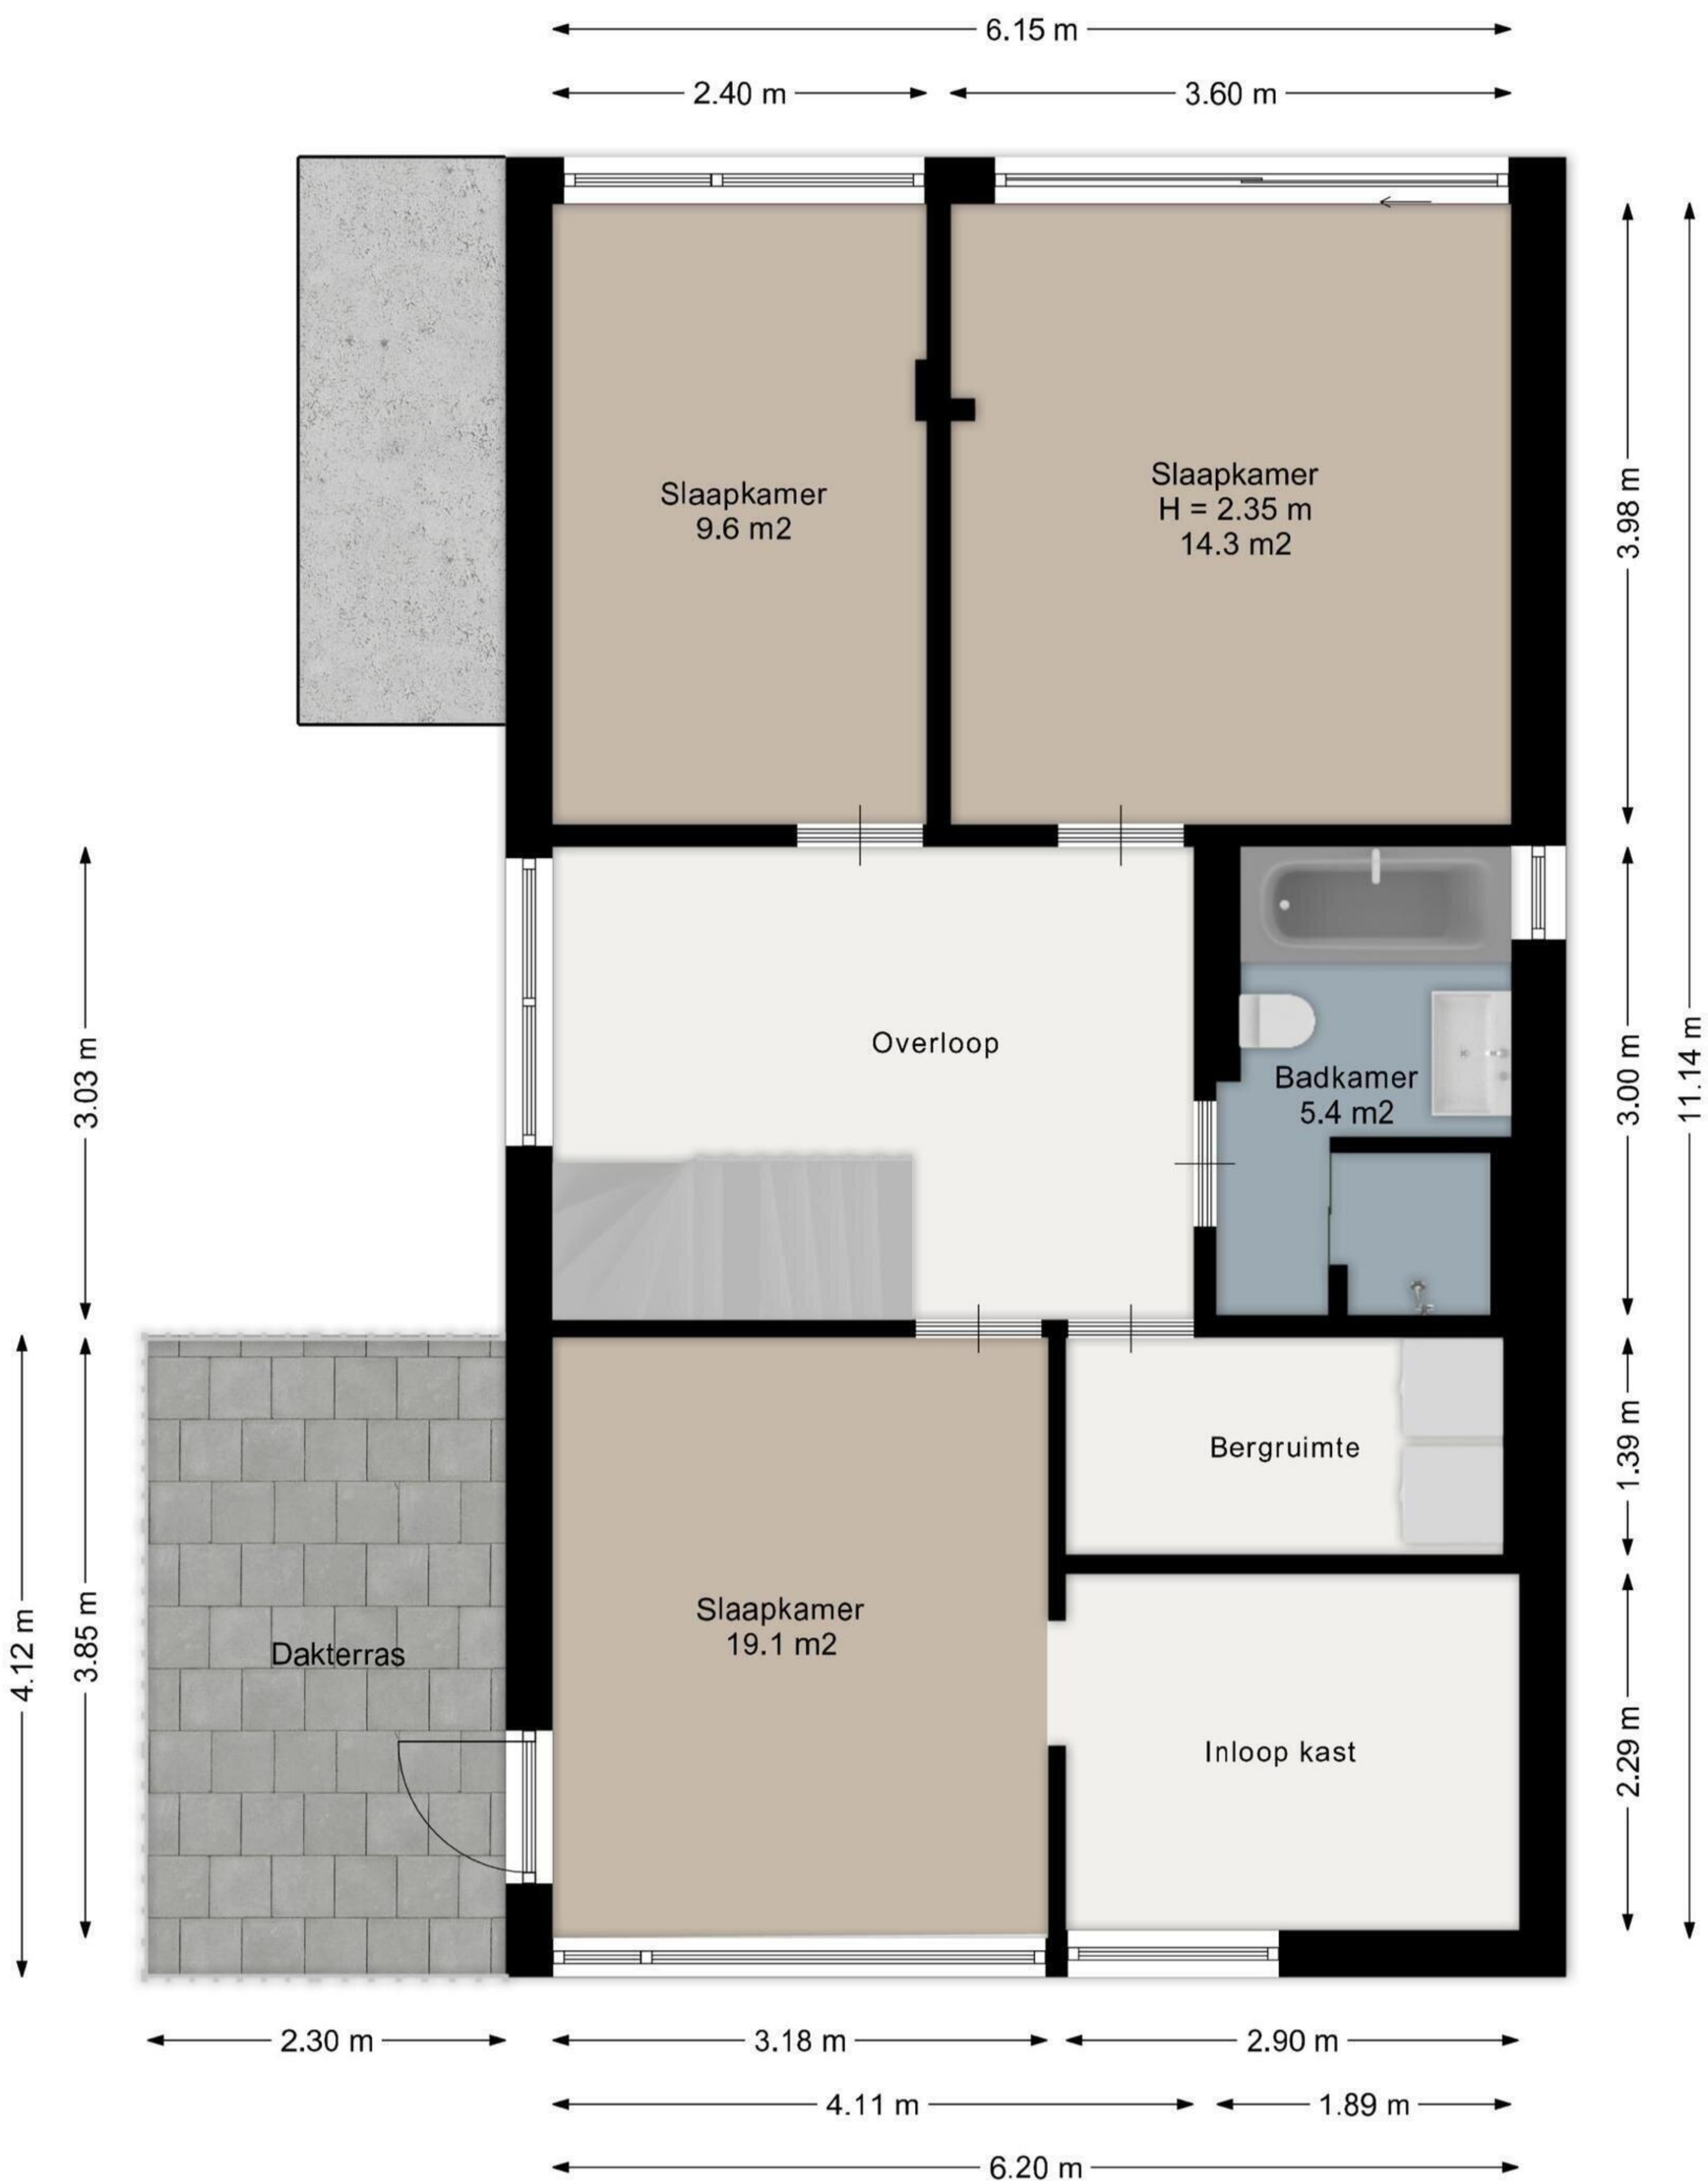 6.15 m
2.40 m
3.60 m
Slaapkamer
9.6 m2
Slaapkamer
H = 2.35 m
14.3 m2
3.98 m
Overloop
Badkamer
5.4 m2
3.03 m
3.00 m
11.14 m
Bergruimte
1.39 m
Slaapkamer
19.1 m2
Dakterras
4.12 m
3.85 m
Inloop kast
2.29 m
2.30 m
3.18 m
2.90 m
4.11 m
1.89 m
6.20 m